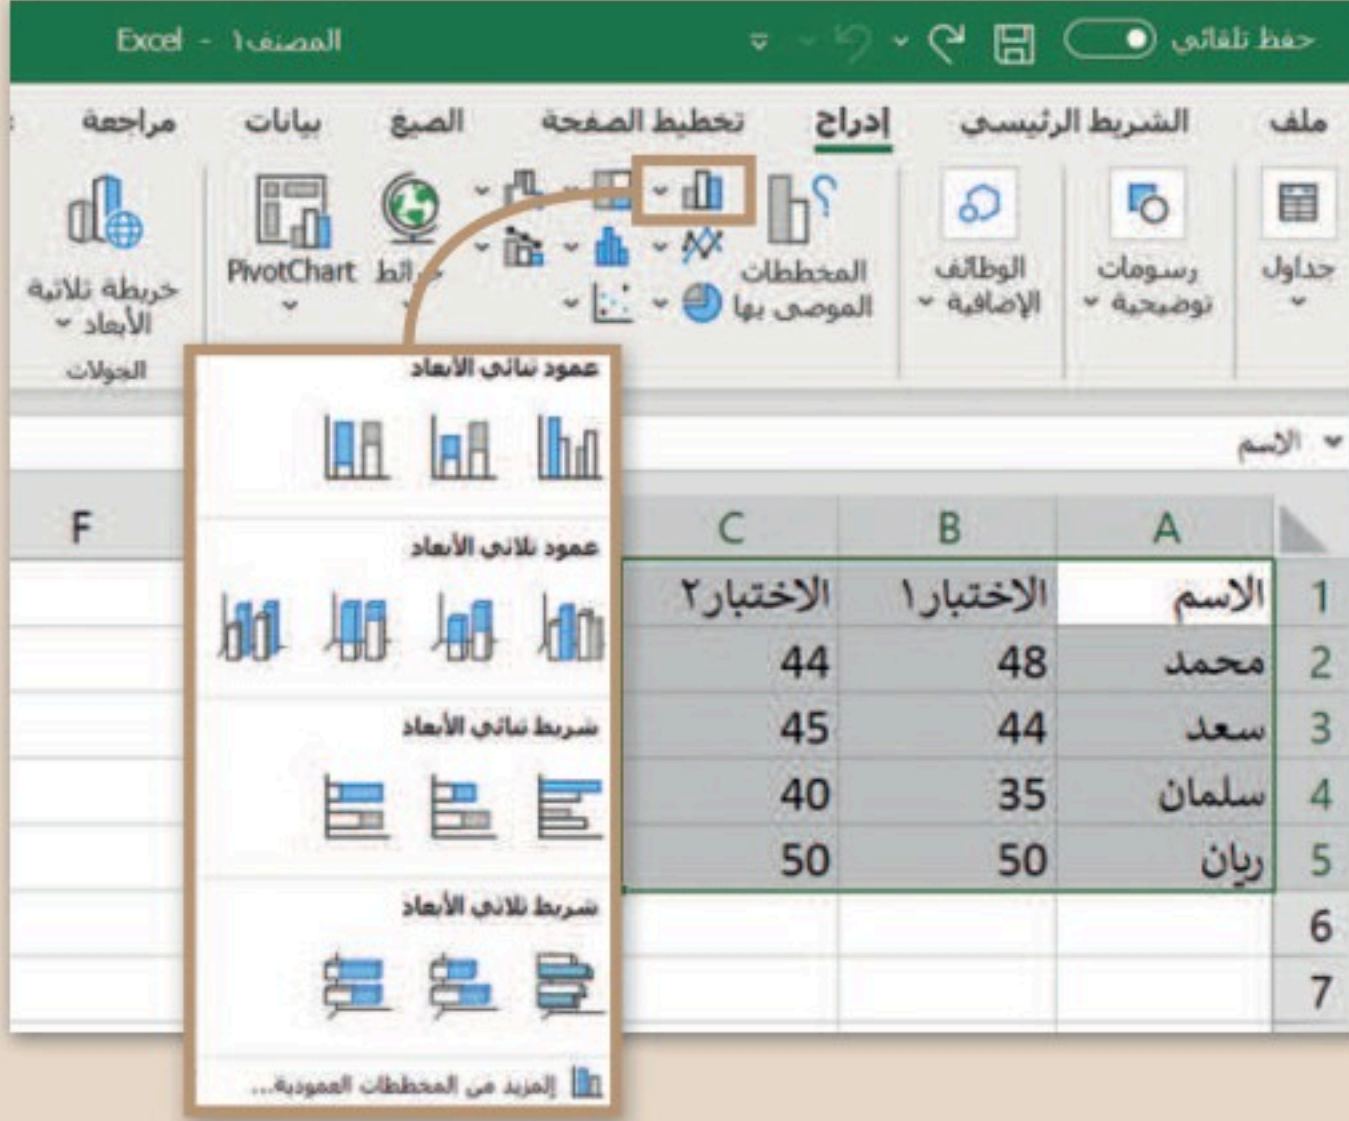 حفظ تلقائي
المصنف١ - Excel
ملف الشريط الرئيسي إدراج تخطيط الصفحة الصيغ بيانات مراجعة
جداول
رسومات
توضيحية
الوظائف
الإضافية
المخططات
الموصى بها
PivotChart
خريطة ثلاثية
الأبعاد
الجولات
الاسم
A B C F
1 الاسم الاختبار١ الاختبار٢
2 محمد 48 44
3 سعد 44 45
4 سلمان 35 40
5 ريان 50 50
6
7
عمود ثنائي الأبعاد
عمود ثلاثي الأبعاد
شريط ثنائي الأبعاد
شريط ثلاثي الأبعاد
المزيد من المخططات العمودية...